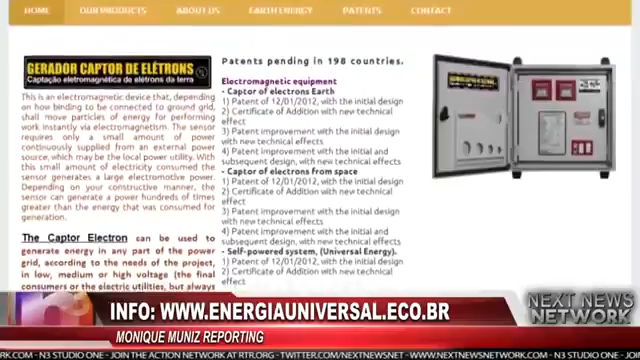 HOME OUR PRODUCTS ABOUT US EARTH ENERGY PATENTS CONTACT
GERADOR CAPTOR DE ELÉTRONS
Captação eletromagnética de elétrons da terra
This is an electromagnetic device that, depending
on how binding to be connected to ground grid,
shall move particles of energy for performing
work instantly via electromagnetism. The sensor
requires only a small amount of power
continuously supplied from an external power
source, which may be the local power utility. With
this small amount of electricity consumed the
sensor generates a large electromotive power.
Depending on your constructive manner, the
sensor can generate a power hundreds of times
greater than the energy that was consumed for
generation.
The Captor Electron can be used to
generate energy in any part of the power
grid, according to the needs of the project,
in low, medium or high voltage (the final
consumers or the electric utilities, but always
Patents pending in 198 countries.
Electromagnetic equipment
- Captor of electrons Earth
1) Patent of 12/01/2012, with the initial design
2) Certificate of Addition with new technical
effect
3) Patent improvement with the initial design
with new technical effects
4) Patent improvement with the initial and
subsequent design, with new technical effects
- Captor of electrons from space
1) Patent of 12/01/2012, with the initial design
2) Certificate of Addition with new technical
effect
3) Patent improvement with the initial design
with new technical effects
4) Patent improvement with the initial and
subsequent design, with new technical effects
- Self-powered system, (Universal Energy).
1) Patent of 12/01/2012, with the initial design
2) Certificate of Addition with new technical
effect
INFO: WWW.ENERGIAUNIVERSAL.ECO.BR
MONIQUE MUNIZ REPORTING
NEXT NEWS
NETWORK
EWS - N3 STUDIO ONE - JOIN THE ACTION NETWORK AT RTR.ORG - TWITTER.COM/NEXTNEWSNET - WWW.NEXTNEWSNETWORK.COM - N3 STUDIO